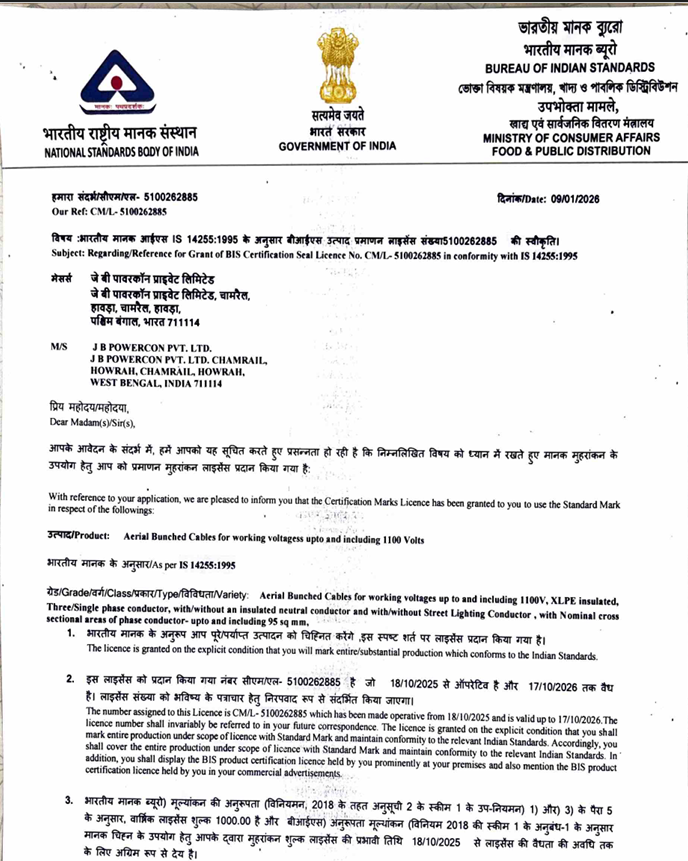 मानकः पथप्रदर्शकः
भारतीय राष्ट्रीय मानक संस्थान
NATIONAL STANDARDS BODY OF INDIA
सत्यमेव जयते
भारत सरकार
GOVERNMENT OF INDIA
ভারতীয় মানক ব্যুরো
भारतीय मानक ब्यूरो
BUREAU OF INDIAN STANDARDS
ভোক্তা বিষয়ক মন্ত্রণালয়, খাদ্য ও পাবলিক ডিস্ট্রিবিউশন
उपभोक्ता मामले,
खाद्य एवं सार्वजनिक वितरण मंत्रालय
MINISTRY OF CONSUMER AFFAIRS
FOOD & PUBLIC DISTRIBUTION
हमारा संदर्भ/सीएम/एल- 5100262885
दिनांक/Date: 09/01/2026
Our Ref: CM/L- 5100262885
विषय :भारतीय मानक आईएस IS 14255:1995 के अनुसार बीआईएस उत्पाद प्रमाणन लाइसेंस संख्या5100262885 की स्वीकृति।
Subject: Regarding/Reference for Grant of BIS Certification Seal Licence No. CM/L- 5100262885 in conformity with IS 14255:1995
मेसर्स जे बी पावरकॉन प्राइवेट लिमिटेड
जे बी पावरकॉन प्राइवेट लिमिटेड, चामरैल,
हावड़ा, चामरैल, हावड़ा,
पश्चिम बंगाल, भारत 711114
M/S J B POWERCON PVT. LTD.
J B POWERCON PVT. LTD. CHAMRAIL,
HOWRAH, CHAMRAIL, HOWRAH,
WEST BENGAL, INDIA 711114
प्रिय महोदय/महोदया,
Dear Madam(s)/Sir(s),
आपके आवेदन के संदर्भ में, हमें आपको यह सूचित करते हुए प्रसन्नता हो रही है कि निम्नलिखित विषय को ध्यान में रखते हुए मानक मुहरांकन के
उपयोग हेतु आप को प्रमाणन मुहरांकन लाइसेंस प्रदान किया गया है:
With reference to your application, we are pleased to inform you that the Certification Marks Licence has been granted to you to use the Standard Mark
in respect of the followings:
उत्पाद/Product: Aerial Bunched Cables for working voltagess upto and including 1100 Volts
भारतीय मानक के अनुसार/As per IS 14255:1995
ग्रेड/Grade/वर्ग/Class/प्रकार/Type/विविधता/Variety: Aerial Bunched Cables for working voltages up to and including 1100V, XLPE insulated,
Three/Single phase conductor, with/without an insulated neutral conductor and with/without Street Lighting Conductor , with Nominal cross
sectional areas of phase conductor- upto and including 95 sq mm,
1. भारतीय मानक के अनुरूप आप पूरे/पर्याप्त उत्पादन को चिह्नित करेंगे ,इस स्पष्ट शर्त पर लाइसेंस प्रदान किया गया है।
The licence is granted on the explicit condition that you will mark entire/substantial production which conforms to the Indian Standards.
2. इस लाइसेंस को प्रदान किया गया नंबर सीएम/एल- 5100262885 है जो 18/10/2025 से ऑपरेटिव है और 17/10/2026 तक वैध
है। लाइसेंस संख्या को भविष्य के पत्राचार हेतु निरपवाद रूप से संदर्भित किया जाएगा।
The number assigned to this Licence is CM/L- 5100262885 which has been made operative from 18/10/2025 and is valid up to 17/10/2026.The
licence number shall invariably be referred to in your future correspondence. The licence is granted on the explicit condition that you shall
mark entire production under scope of licence with Standard Mark and maintain conformity to the relevant Indian Standards. Accordingly, you
shall cover the entire production under scope of licence with Standard Mark and maintain conformity to the relevant Indian Standards. In
addition, you shall display the BIS product certification licence held by you prominently at your premises and also mention the BIS product
certification licence held by you in your commercial advertisements.
3. भारतीय मानक ब्यूरो) मूल्यांकन की अनुरूपता (विनियमन, 2018 के तहत अनुसूची 2 के स्कीम 1 के उप-नियमन) 1) और) 3) के पैरा 5
के अनुसार, वार्षिक लाइसेंस शुल्क 1000.00 है और बीआईएस) अनुरूपता मूल्यांकन (विनियम 2018 की स्कीम 1 के अनुबंध-1 के अनुसार
मानक चिह्न के उपयोग हेतु आपके द्वारा मुहरांकन शुल्क लाइसेंस की प्रभावी तिथि 18/10/2025 से लाइसेंस की वैधता की अवधि तक
के लिए अग्रिम रूप से देय है।